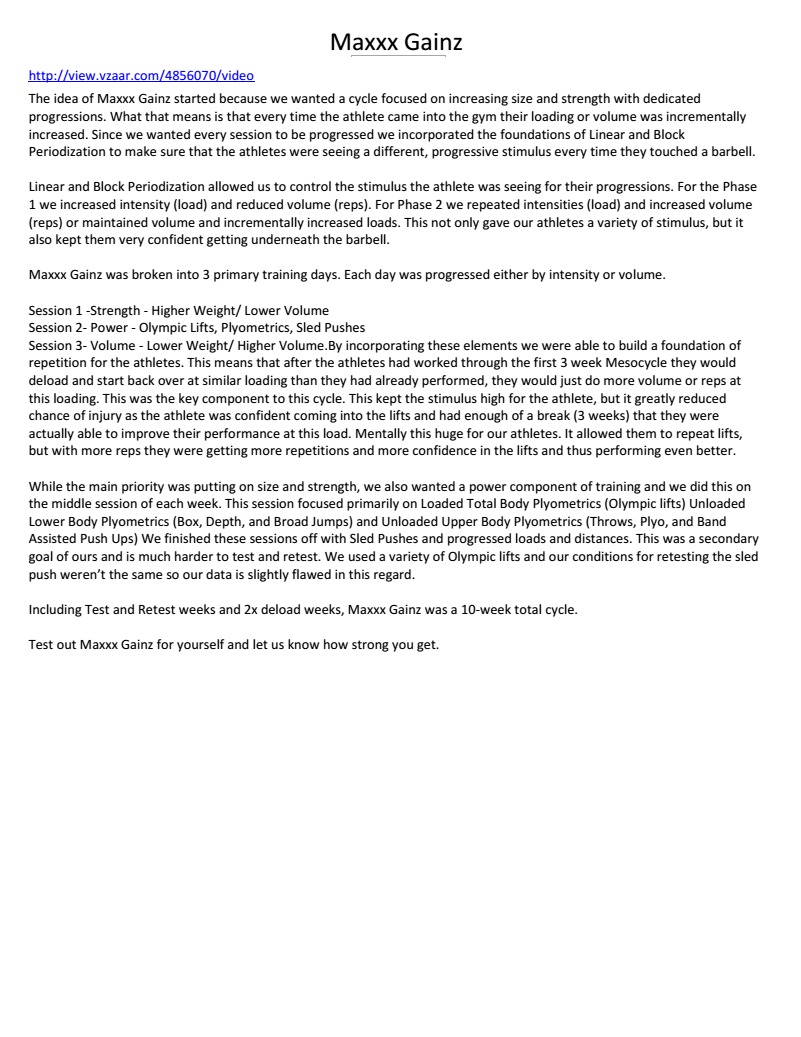 Maxxx Gainz
http://view.vzaar.com/4856070/video
The idea of Maxxx Gainz started because we wanted a cycle focused on increasing size and strength with dedicated
progressions. What that means is that every time the athlete came into the gym their loading or volume was incrementally
increased. Since we wanted every session to be progressed we incorporated the foundations of Linear and Block
Periodization to make sure that the athletes were seeing a different, progressive stimulus every time they touched a barbell.
Linear and Block Periodization allowed us to control the stimulus the athlete was seeing for their progressions. For the Phase
1 we increased intensity (load) and reduced volume (reps). For Phase 2 we repeated intensities (load) and increased volume
(reps) or maintained volume and incrementally increased loads. This not only gave our athletes a variety of stimulus, but it
also kept them very confident getting underneath the barbell.
Maxxx Gainz was broken into 3 primary training days. Each day was progressed either by intensity or volume.
Session 1 -Strength - Higher Weight/ Lower Volume
Session 2- Power - Olympic Lifts, Plyometrics, Sled Pushes
Session 3- Volume - Lower Weight/ Higher Volume.By incorporating these elements we were able to build a foundation of
repetition for the athletes. This means that after the athletes had worked through the first 3 week Mesocycle they would
deload and start back over at similar loading than they had already performed, they would just do more volume or reps at
this loading. This was the key component to this cycle. This kept the stimulus high for the athlete, but it greatly reduced
chance of injury as the athlete was confident coming into the lifts and had enough of a break (3 weeks) that they were
actually able to improve their performance at this load. Mentally this huge for our athletes. It allowed them to repeat lifts,
but with more reps they were getting more repetitions and more confidence in the lifts and thus performing even better.
While the main priority was putting on size and strength, we also wanted a power component of training and we did this on
the middle session of each week. This session focused primarily on Loaded Total Body Plyometrics (Olympic lifts) Unloaded
Lower Body Plyometrics (Box, Depth, and Broad Jumps) and Unloaded Upper Body Plyometrics (Throws, Plyo, and Band
Assisted Push Ups) We finished these sessions off with Sled Pushes and progressed loads and distances. This was a secondary
goal of ours and is much harder to test and retest. We used a variety of Olympic lifts and our conditions for retesting the sled
push weren't the same so our data is slightly flawed in this regard.
Including Test and Retest weeks and 2x deload weeks, Maxxx Gainz was a 10-week total cycle.
Test out Maxxx Gainz for yourself and let us know how strong you get.